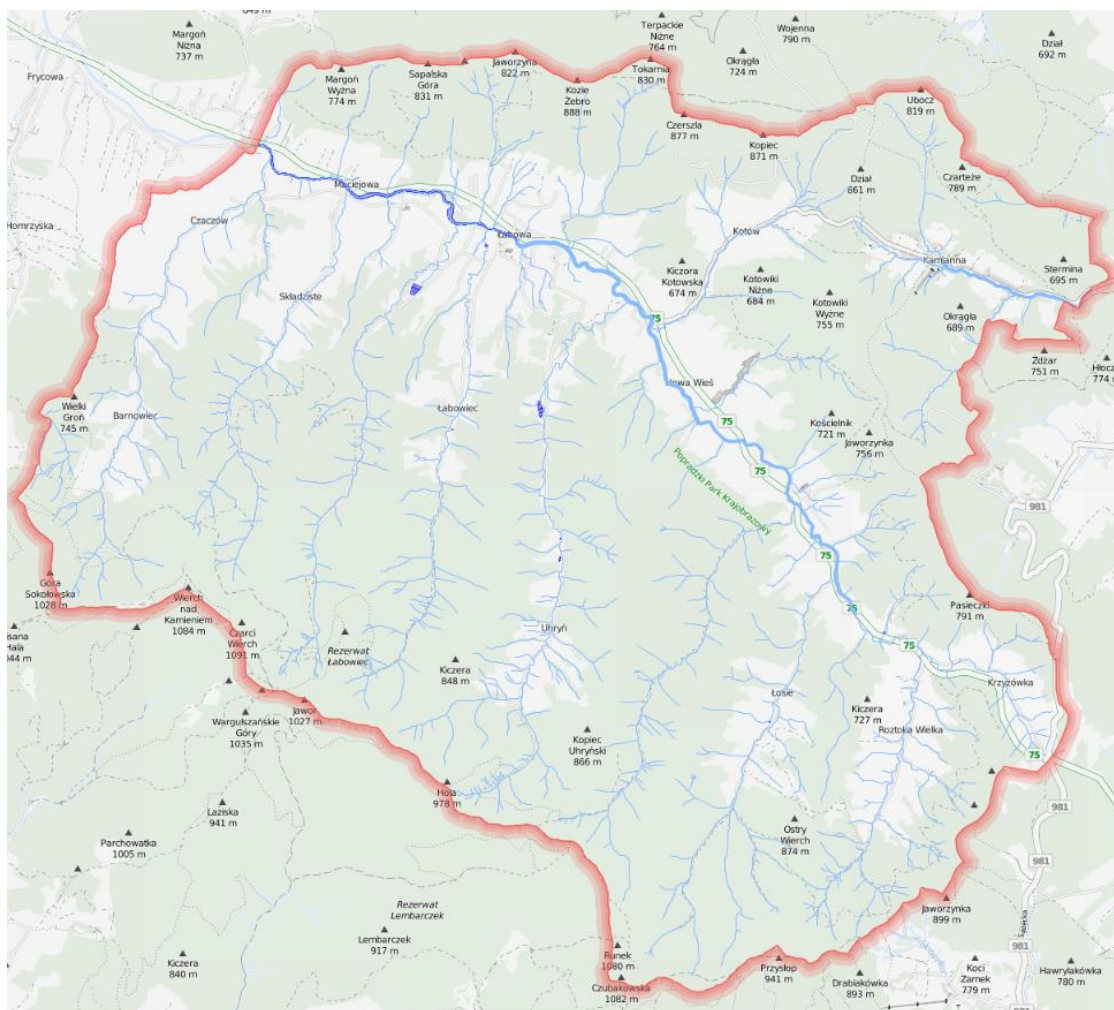 Margoń
Niżna
737 m
Terpackie
Niżne
764 m
Wojenna
790 m
Dział
692 m
Frycowa
Margoń
Wyżna
774 m
Sapalska
Góra
831 m
Jaworzyna
822 m
Kozie
Żebro
888 m
Tokarnia
830 m
Okrągła
724 m
Ubocz
819 m
Czerszla
877 m
Kopiec
871 m
Dział
861 m
Czarteże
789 m
Maciejowa
Homrzyska
Czaczów
Łabowa
Kotów
Kamianna
Stermina
695 m
Składziste
Kiczora
Kotowska
674 m
Kotowiki
Niżne
684 m
Kotowiki
Wyżne
755 m
Okrągła
689 m
75
Żdżar
751 m
Wielki
Groń
745 m
Barnowiec
Łabowiec
75
Kościelnik
721 m
Jaworzynka
756 m
75
Popradzki Park Krajobrazowy
981
75
Góra
Sokołowska
1028 m
Wierch
nad
Kamieniem
1084 m
75
Pasieczki
791 m
Czarci
Wierch
1091 m
Rezerwat
Łabowiec
Uhryń
75
Kiczera
848 m
Łosie
Kiczera
727 m
Krzyżówka
Jawor
1027 m
Wargulszańskie
Góry
1035 m
Kopiec
Uhryński
866 m
Roztoka Wielka
75
Hala
978 m
Łaziska
941 m
981
Parchowatka
1005 m
Ostry
Wierch
874 m
981
Rezerwat
Lembarczek
Jaworzynka
899 m
Lembarczek
917 m
981
Kiczera
840 m
Runek
1080 m
Czubakowska
1082 m
Przysłop
941 m
Drabiakówka
893 m
Koci
Zamek
779 m
Hawrylakówka
780 m